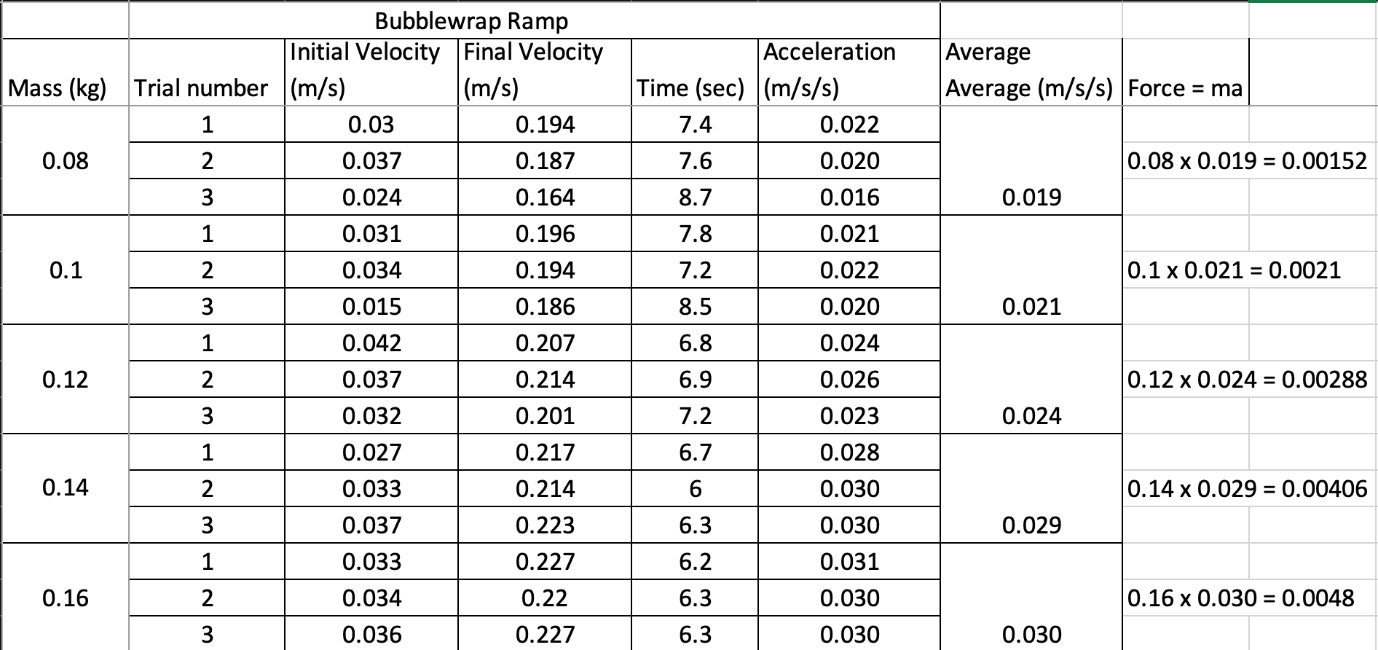 Bubblewrap Ramp
Mass (kg) Trial number Initial Velocity (m/s) Final Velocity (m/s) Time (sec) Acceleration (m/s/s) Average Average (m/s/s) Force = ma
1 0.03 0.194 7.4 0.022
0.08 2 0.037 0.187 7.6 0.020 0.08 x 0.019 = 0.00152
3 0.024 0.164 8.7 0.016 0.019
1 0.031 0.196 7.8 0.021
0.1 2 0.034 0.194 7.2 0.022 0.1 x 0.021 = 0.0021
3 0.015 0.186 8.5 0.020 0.021
1 0.042 0.207 6.8 0.024
0.12 2 0.037 0.214 6.9 0.026 0.12 x 0.024 = 0.00288
3 0.032 0.201 7.2 0.023 0.024
1 0.027 0.217 6.7 0.028
0.14 2 0.033 0.214 6 0.030 0.14 x 0.029 = 0.00406
3 0.037 0.223 6.3 0.030 0.029
1 0.033 0.227 6.2 0.031
0.16 2 0.034 0.22 6.3 0.030 0.16 x 0.030 = 0.0048
3 0.036 0.227 6.3 0.030 0.030